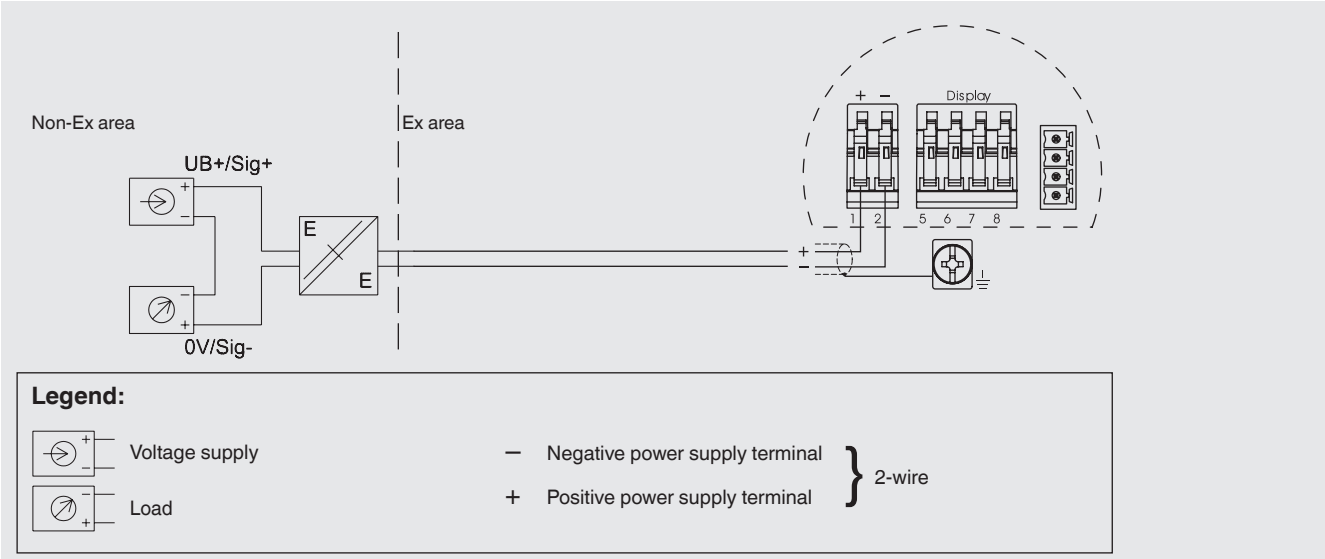 Non-Ex area
Ex area
UB+/Sig+
+
−
−
+
0V/Sig-
E
E
+ −
Display
1 2 5 6 7 8
+
−
Legend:
+
−
Voltage supply
−
+
Load
− Negative power supply terminal
+ Positive power supply terminal
2-wire